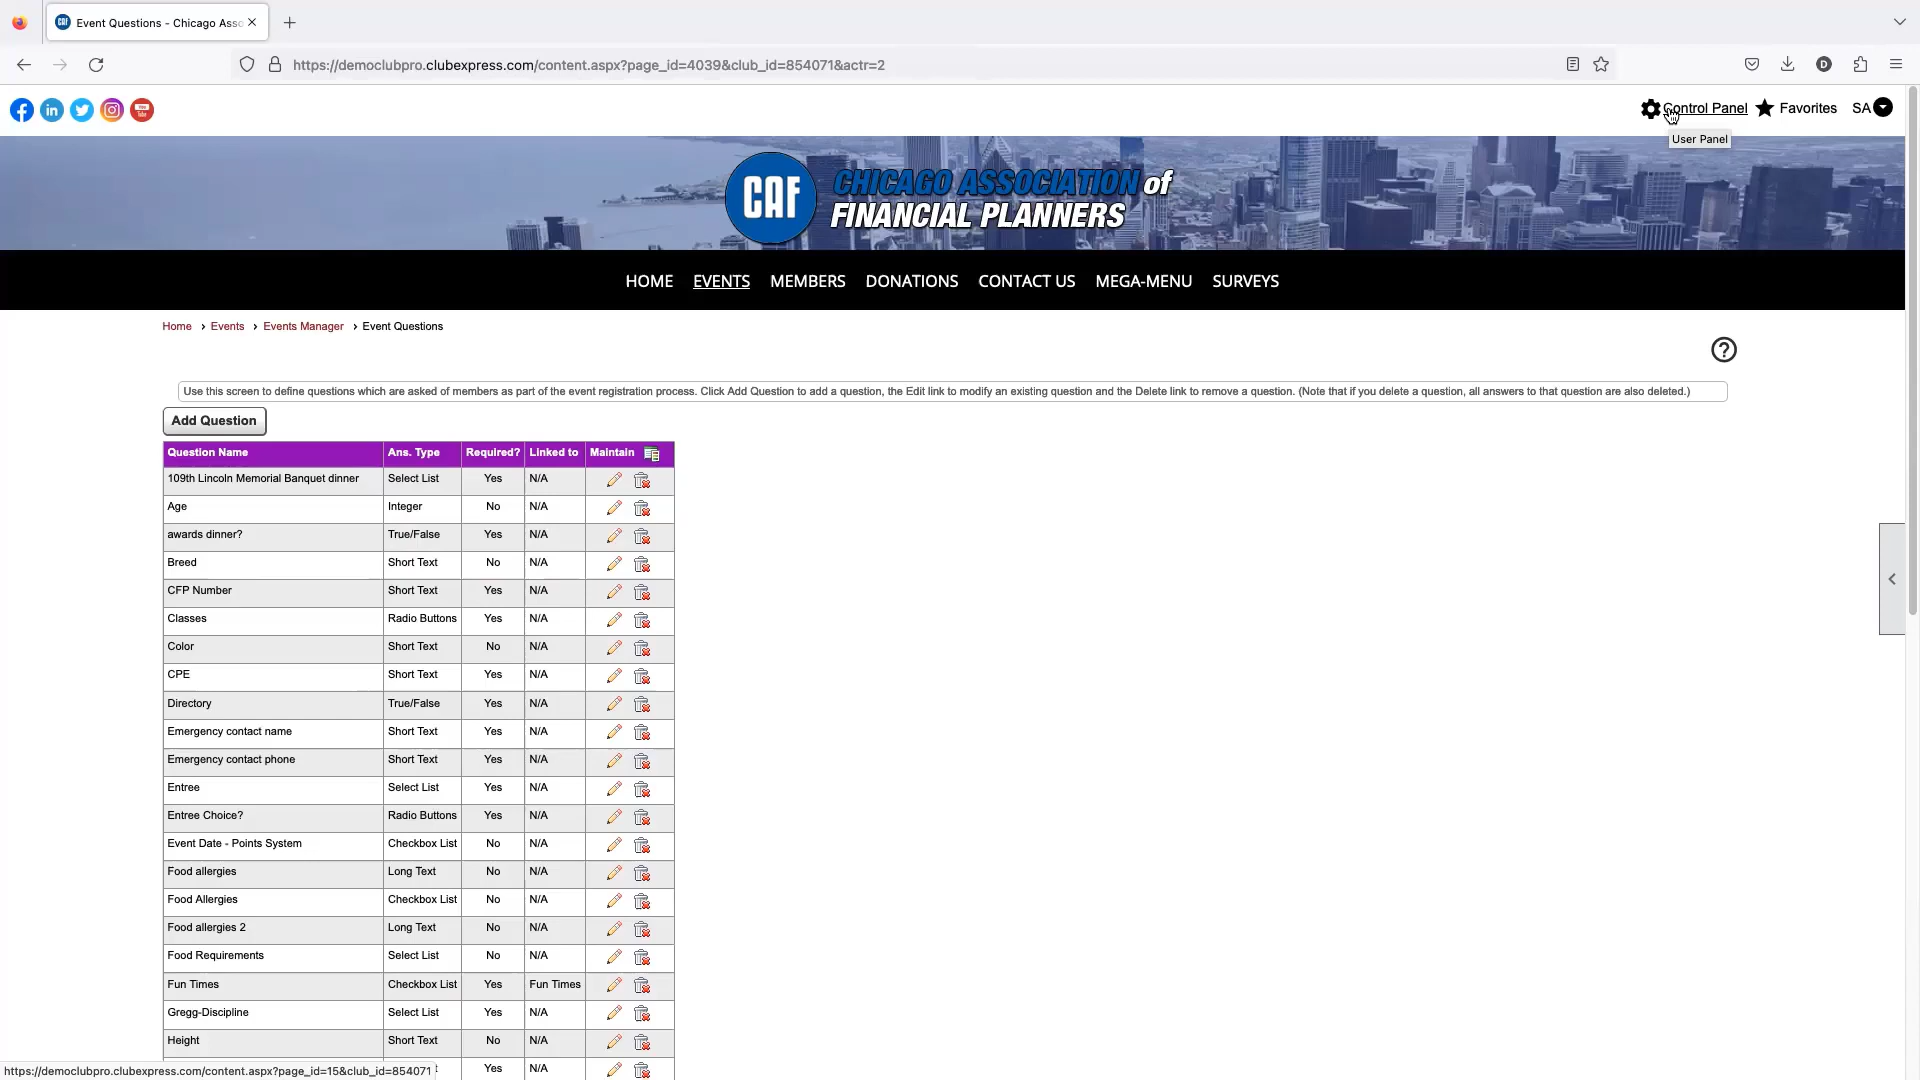 Event Questions - Chicago Asso
https://democlubpro.clubexpress.com/content.aspx?page_id=4039&club_id=854071&actr=2
Control Panel Favorites SA
User Panel
CAF CHICAGO ASSOCIATION of
FINANCIAL PLANNERS
HOME EVENTS MEMBERS DONATIONS CONTACT US MEGA-MENU SURVEYS
Home › Events › Events Manager › Event Questions
Use this screen to define questions which are asked of members as part of the event registration process. Click Add Question to add a question, the Edit link to modify an existing question and the Delete link to remove a question. (Note that if you delete a question, all answers to that question are also deleted.)
Add Question
Question Name Ans. Type Required? Linked to Maintain
109th Lincoln Memorial Banquet dinner Select List Yes N/A
Age Integer No N/A
awards dinner? True/False Yes N/A
Breed Short Text No N/A
CFP Number Short Text Yes N/A
Classes Radio Buttons Yes N/A
Color Short Text No N/A
CPE Short Text Yes N/A
Directory True/False Yes N/A
Emergency contact name Short Text Yes N/A
Emergency contact phone Short Text Yes N/A
Entree Select List Yes N/A
Entree Choice? Radio Buttons Yes N/A
Event Date - Points System Checkbox List No N/A
Food allergies Long Text No N/A
Food Allergies Checkbox List No N/A
Food allergies 2 Long Text No N/A
Food Requirements Select List No N/A
Fun Times Checkbox List Yes Fun Times
Gregg-Discipline Select List Yes N/A
Height Short Text No N/A
Yes N/A
https://democlubpro.clubexpress.com/content.aspx?page_id=15&club_id=854071